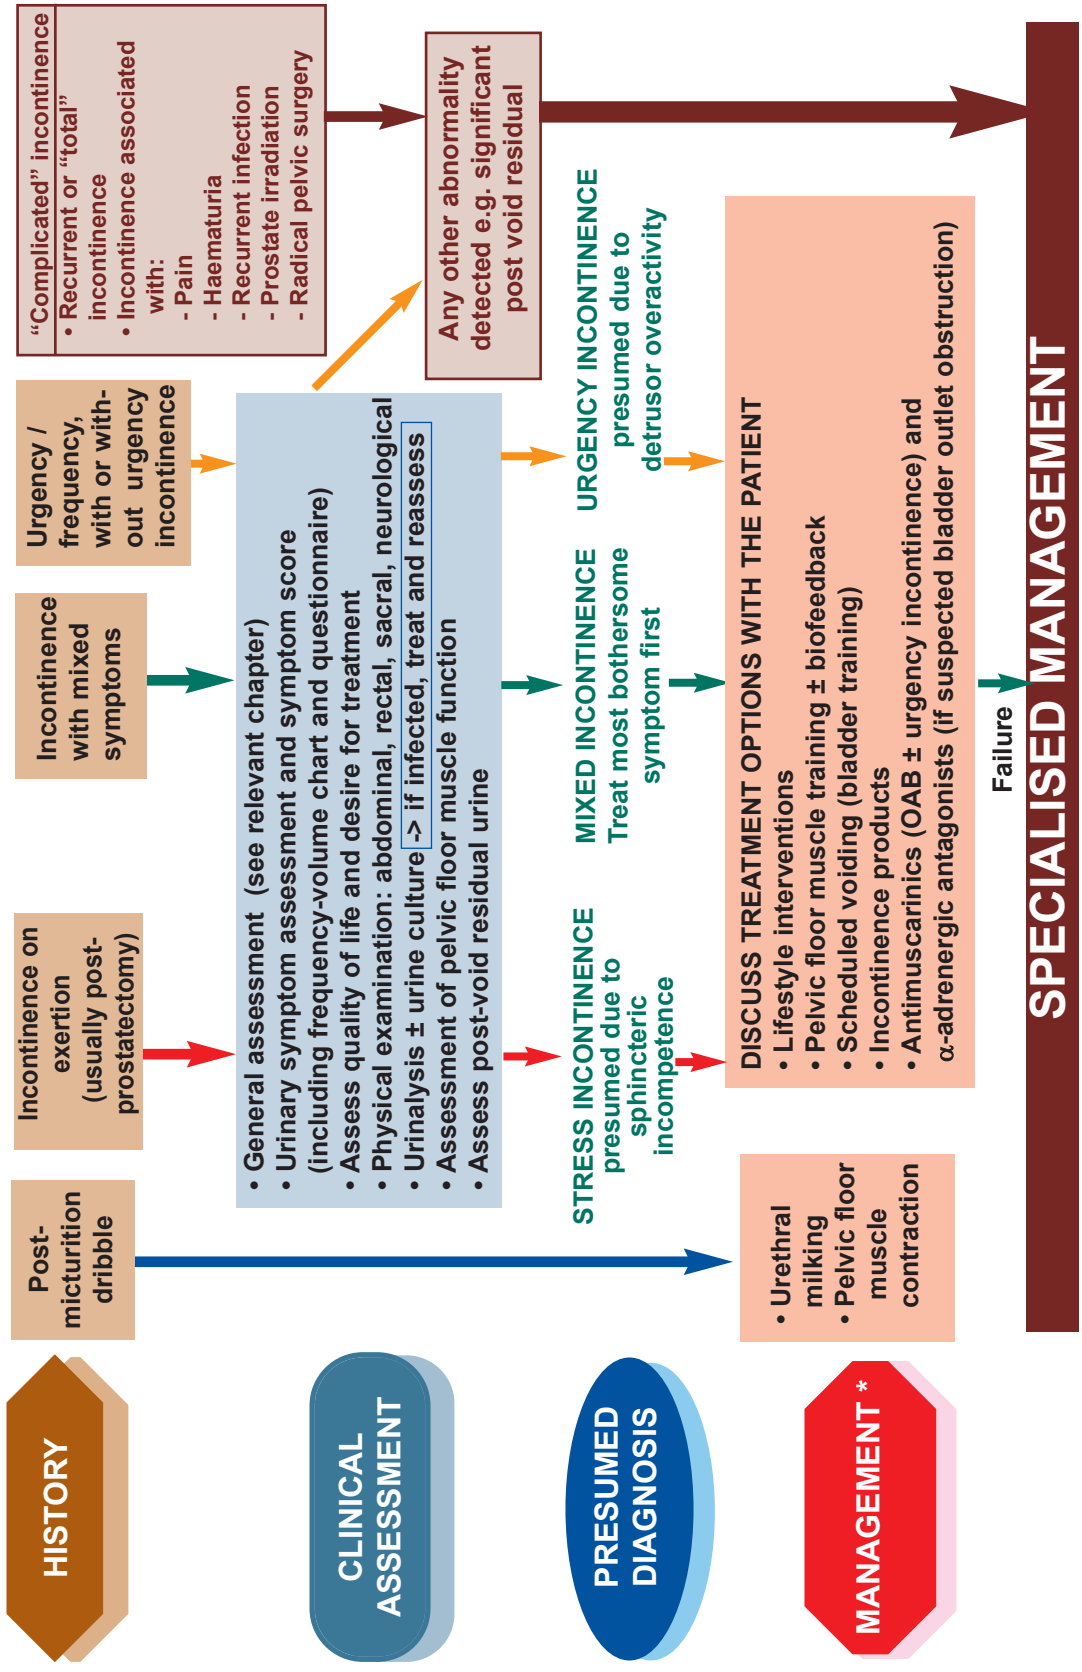 HISTORY
Post-
micturition
dribble
Incontinence on
exertion
(usually post-
prostatectomy)
Incontinence
with mixed
symptoms
Urgency /
frequency,
with or with-
out urgency
incontinence
“Complicated” incontinence
• Recurrent or “total”
incontinence
• Incontinence associated
with:
- Pain
- Haematuria
- Recurrent infection
- Prostate irradiation
- Radical pelvic surgery
CLINICAL
ASSESSMENT
• General assessment (see relevant chapter)
• Urinary symptom assessment and symptom score
(including frequency-volume chart and questionnaire)
• Assess quality of life and desire for treatment
• Physical examination: abdominal, rectal, sacral, neurological
• Urinalysis ± urine culture -> if infected, treat and reassess
• Assessment of pelvic floor muscle function
• Assess post-void residual urine
Any other abnormality
detected e.g. significant
post void residual
PRESUMED
DIAGNOSIS
STRESS INCONTINENCE
presumed due to
sphincteric
incompetence
MIXED INCONTINENCE
Treat most bothersome
symptom first
URGENCY INCONTINENCE
presumed due to
detrusor overactivity
MANAGEMENT *
• Urethral
milking
• Pelvic floor
muscle
contraction
DISCUSS TREATMENT OPTIONS WITH THE PATIENT
• Lifestyle interventions
• Pelvic floor muscle training ± biofeedback
• Scheduled voiding (bladder training)
• Incontinence products
• Antimuscarinics (OAB ± urgency incontinence) and
α-adrenergic antagonists (if suspected bladder outlet obstruction)
Failure
SPECIALISED MANAGEMENT